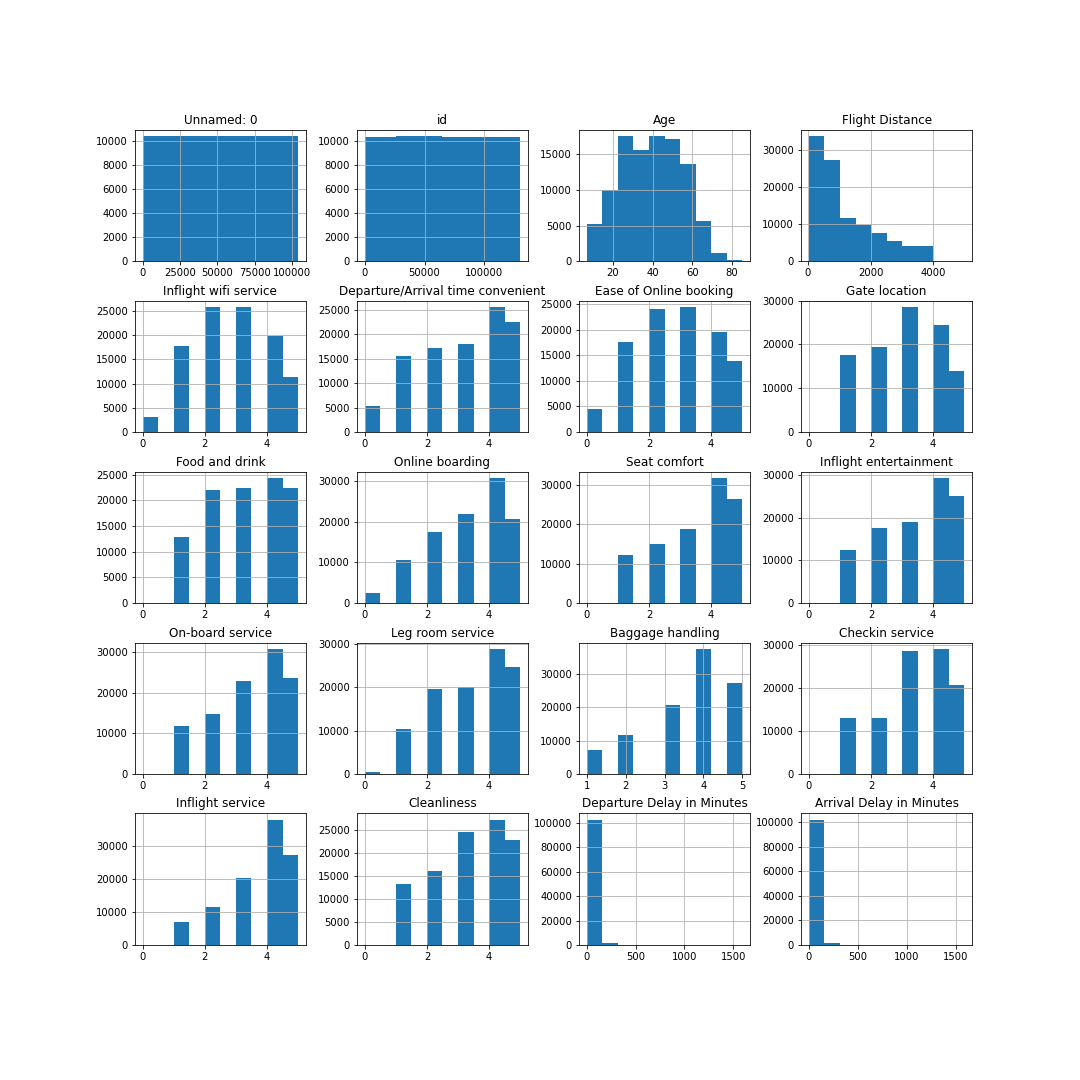 Unnamed: 0
10000
8000
6000
4000
2000
0
0 25000 50000 75000 100000
id
10000
8000
6000
4000
2000
0
0 50000 100000
Age
15000
10000
5000
0
20 40 60 80
Flight Distance
30000
20000
10000
0
0 2000 4000
Inflight wifi service
25000
20000
15000
10000
5000
0
0 2 4
Departure/Arrival time convenient
25000
20000
15000
10000
5000
0
0 2 4
Ease of Online booking
25000
20000
15000
10000
5000
0
0 2 4
Gate location
30000
20000
10000
0
0 2 4
Food and drink
25000
20000
15000
10000
5000
0
0 2 4
Online boarding
30000
20000
10000
0
0 2 4
Seat comfort
30000
20000
10000
0
0 2 4
Inflight entertainment
30000
20000
10000
0
0 2 4
On-board service
30000
20000
10000
0
0 2 4
Leg room service
30000
20000
10000
0
0 2 4
Baggage handling
30000
20000
10000
0
1 2 3 4 5
Checkin service
30000
20000
10000
0
0 2 4
Inflight service
30000
20000
10000
0
0 2 4
Cleanliness
25000
20000
15000
10000
5000
0
0 2 4
Departure Delay in Minutes
100000
80000
60000
40000
20000
0
0 500 1000 1500
Arrival Delay in Minutes
100000
80000
60000
40000
20000
0
0 500 1000 1500